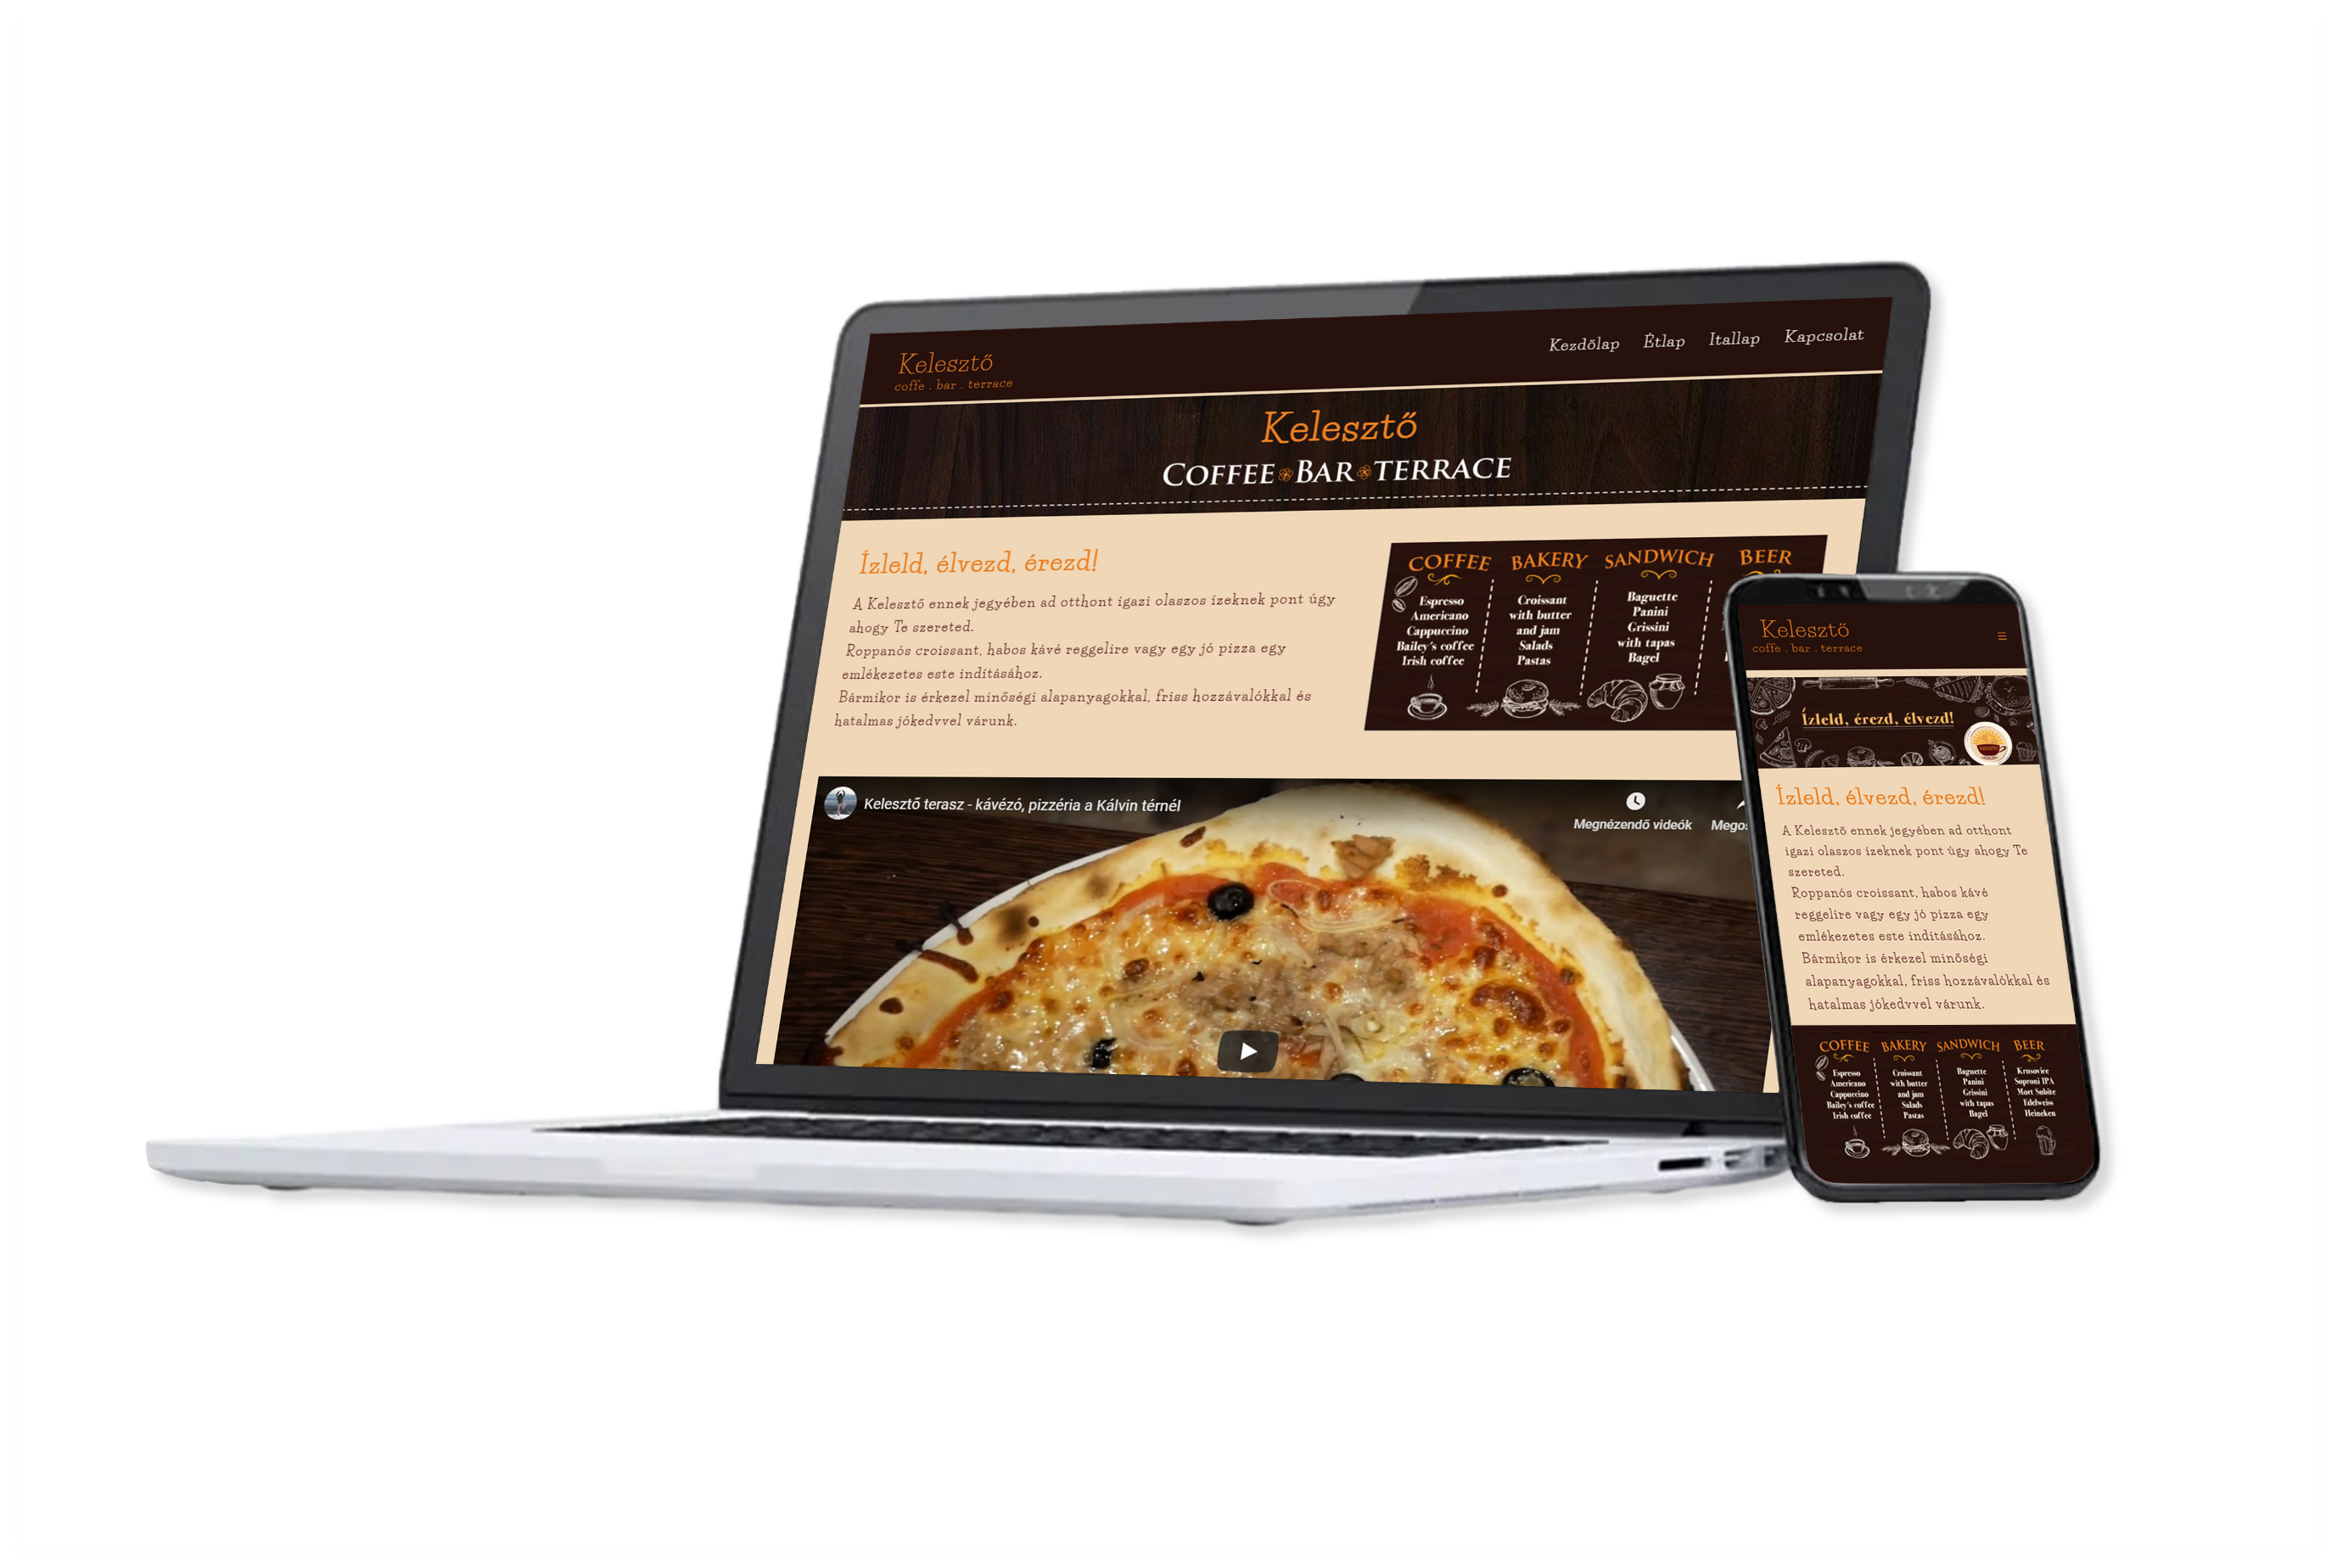 Kelesztő
coffe . bar . terrace
Kezdőlap Étlap Itallap Kapcsolat
Kelesztő
COFFEE BAR TERRACE
Ízleld, élvezd, érezd!
A Kelesztő ennek jegyében ad otthont igazi olaszos ízeknek pont úgy
ahogy Te szereted.
Roppanós croissant, habos kávé reggelire vagy egy jó pizza egy
emlékezetes este indításához.
Bármikor is érkezel minőségi alapanyagokkal, friss hozzávalókkal és
hatalmas jókedvvel várunk.
COFFEE
Espresso
Americano
Cappuccino
Bailey's coffee
Irish coffee
BAKERY
Croissant
with butter
and jam
Salads
Pastas
SANDWICH
Baguette
Panini
Grissini
with tapas
Bagel
BEER
Kelesztő terasz - kávézó, pizzéria a Kálvin térnél
Megnézendő videók
Kelesztő
coffe . bar . terrace
Ízleld, érezd, élvezd!
Ízleld, élvezd, érezd!
A Kelesztő ennek jegyében ad otthont
igazi olaszos ízeknek pont úgy ahogy Te
szereted.
Roppanós croissant, habos kávé
reggelire vagy egy jó pizza egy
emlékezetes este indításához.
Bármikor is érkezel minőségi
alapanyagokkal, friss hozzávalókkal és
hatalmas jókedvvel várunk.
COFFEE
Espresso
Americano
Cappuccino
Bailey's coffee
Irish coffee
BAKERY
Croissant
with butter
and jam
Salads
Pastas
SANDWICH
Baguette
Panini
Grissini
with tapas
Bagel
BEER
Krusovice
Soproni IPA
Mort Subite
Edelweiss
Heineken